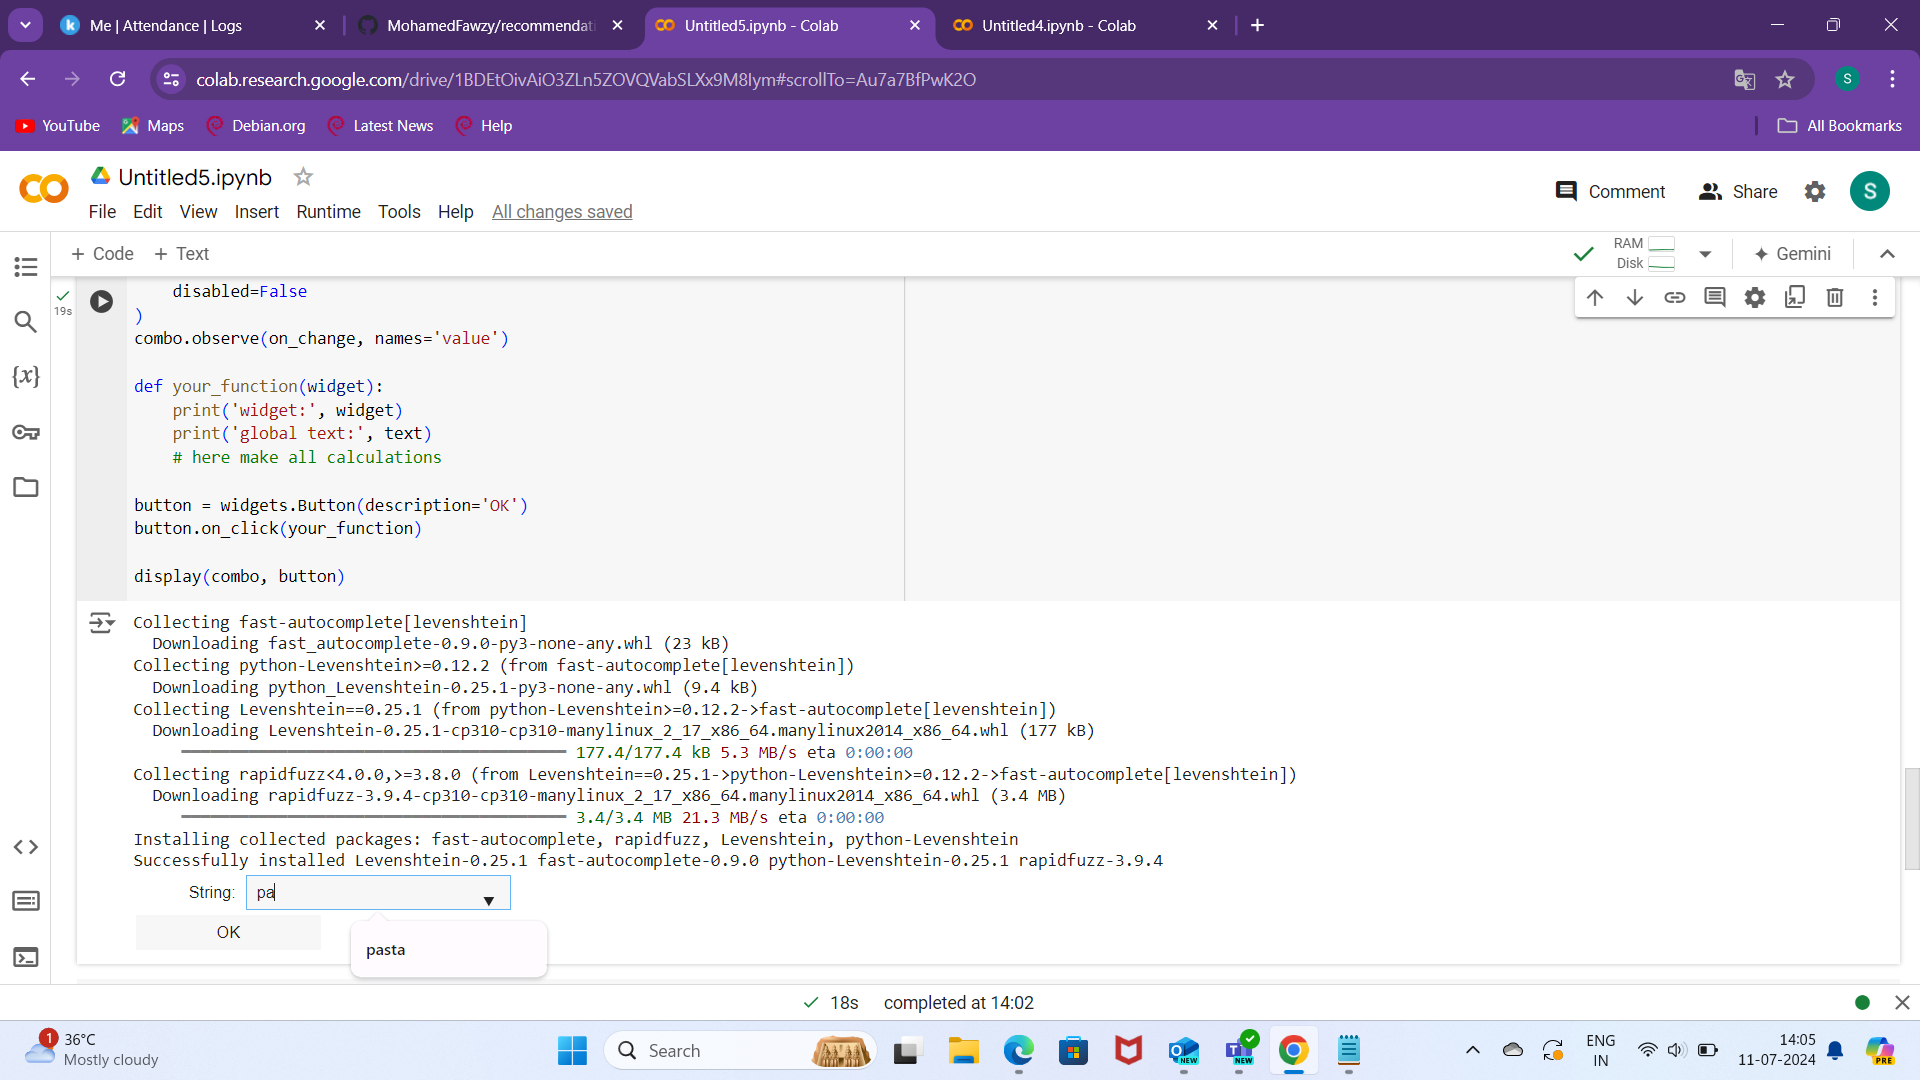 Me | Attendance | Logs
MohamedFawzy/recommendati
Untitled5.ipynb - Colab
Untitled4.ipynb - Colab
colab.research.google.com/drive/1BDEtOivAiO3ZLn5ZOVQVabSLXx9M8Iym#scrollTo=Au7a7BfPwK2O
S
YouTube
Maps
Debian.org
Latest News
Help
All Bookmarks
Untitled5.ipynb
Comment
Share
S
File Edit View Insert Runtime Tools Help All changes saved
+ Code + Text
RAM
Disk
Gemini
19s
disabled=False
)
combo.observe(on_change, names='value')
def your_function(widget):
print('widget:', widget)
print('global text:', text)
# here make all calculations
button = widgets.Button(description='OK')
button.on_click(your_function)
display(combo, button)
Collecting fast-autocomplete[levenshtein]
Downloading fast_autocomplete-0.9.0-py3-none-any.whl (23 kB)
Collecting python-Levenshtein>=0.12.2 (from fast-autocomplete[levenshtein])
Downloading python_Levenshtein-0.25.1-py3-none-any.whl (9.4 kB)
Collecting Levenshtein==0.25.1 (from python-Levenshtein>=0.12.2->fast-autocomplete[levenshtein])
Downloading Levenshtein-0.25.1-cp310-cp310-manylinux_2_17_x86_64.manylinux2014_x86_64.whl (177 kB)
177.4/177.4 kB 5.3 MB/s eta 0:00:00
Collecting rapidfuzz<4.0.0,>=3.8.0 (from Levenshtein==0.25.1->python-Levenshtein>=0.12.2->fast-autocomplete[levenshtein])
Downloading rapidfuzz-3.9.4-cp310-cp310-manylinux_2_17_x86_64.manylinux2014_x86_64.whl (3.4 MB)
3.4/3.4 MB 21.3 MB/s eta 0:00:00
Installing collected packages: fast-autocomplete, rapidfuzz, Levenshtein, python-Levenshtein
Successfully installed Levenshtein-0.25.1 fast-autocomplete-0.9.0 python-Levenshtein-0.25.1 rapidfuzz-3.9.4
String: pa
OK
pasta
18s completed at 14:02
1
36°C
Mostly cloudy
Search
NEW
NEW
ENG
IN
14:05
11-07-2024
PRE